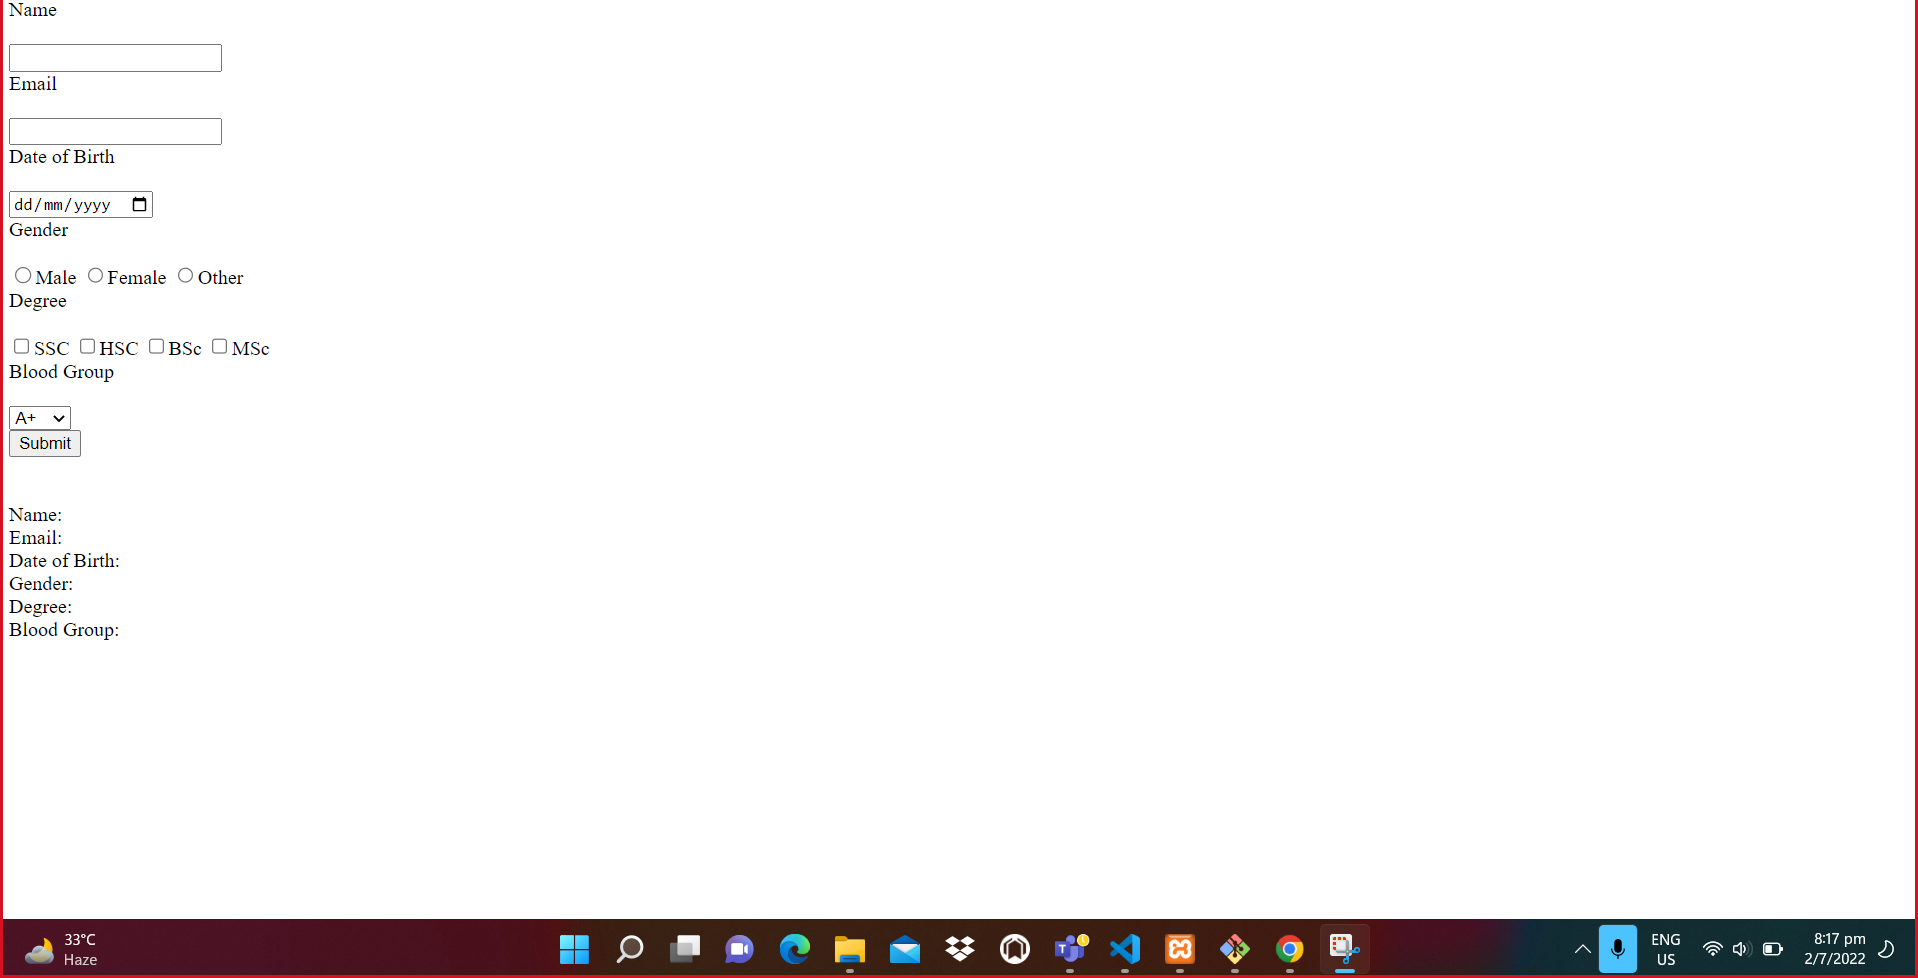 Name
Email
Date of Birth
dd/mm/yyyy
Gender
Male Female Other
Degree
SSC HSC BSc MSc
Blood Group
A+
Submit
Name:
Email:
Date of Birth:
Gender:
Degree:
Blood Group:
33°C
Haze
T
ENG
US
8:17 pm
2/7/2022